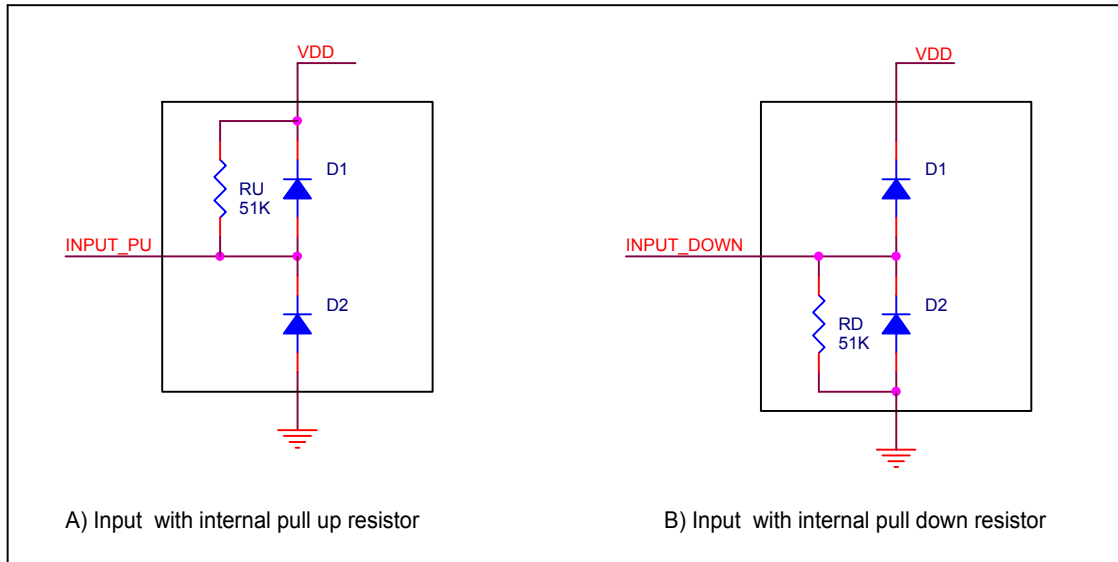 VDD
D1
RU
51K
INPUT_PU
D2
A) Input with internal pull up resistor
VDD
D1
INPUT_DOWN
D2
RD
51K
B) Input with internal pull down resistor